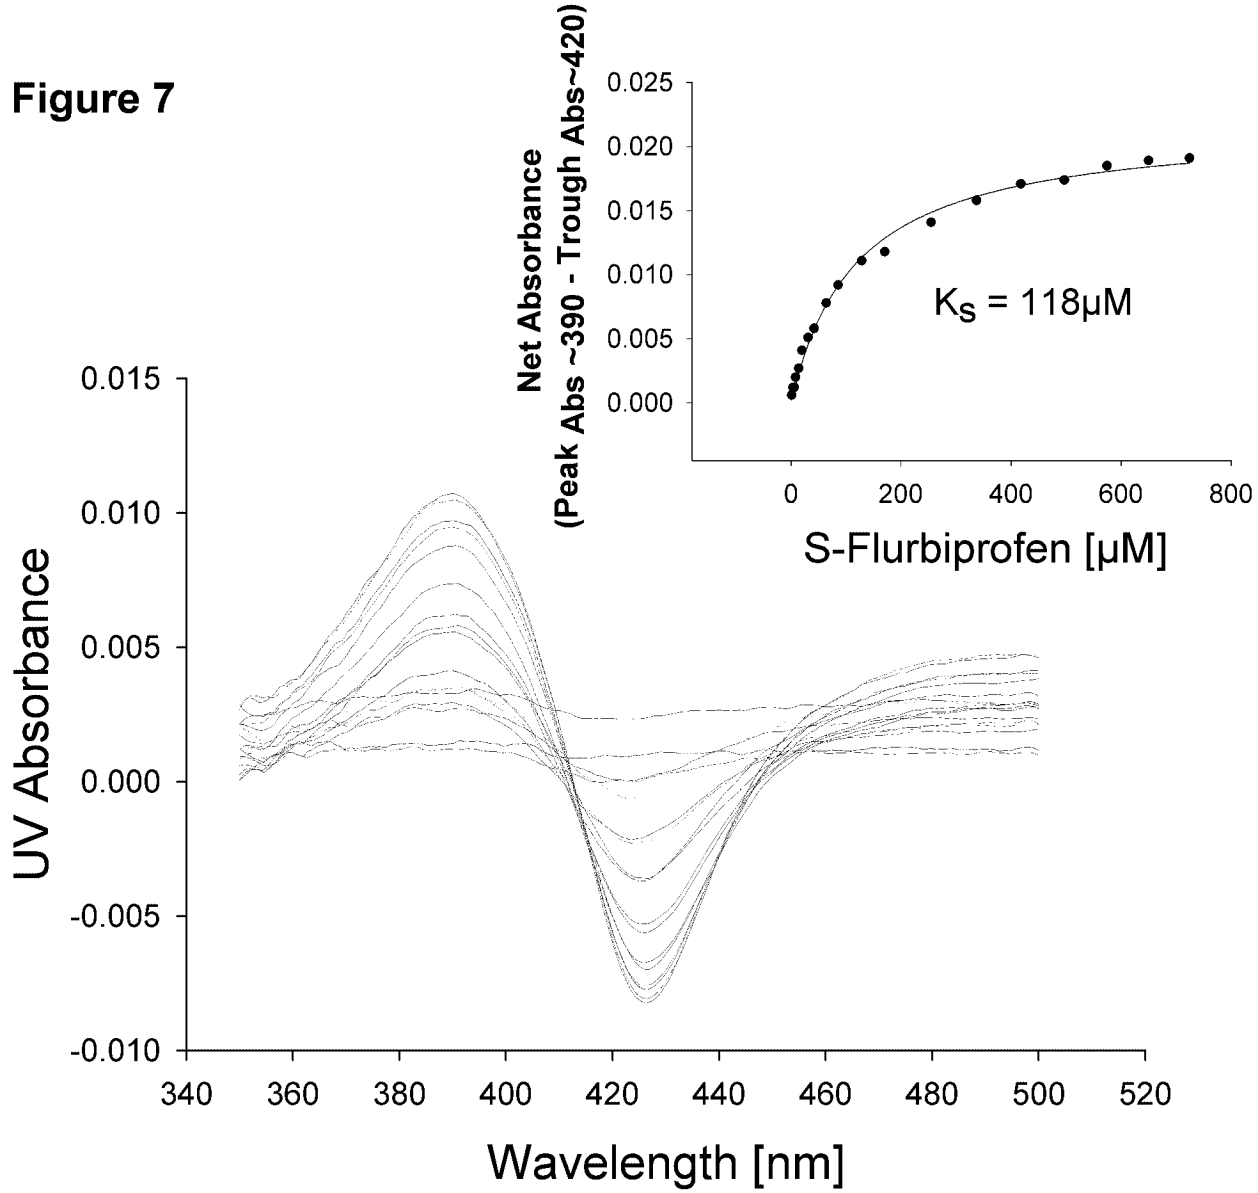 Figure 7
Net Absorbance
(Peak Abs ~390 - Trough Abs~420)
0.025
0.020
0.015
0.010
0.005
0.000
KS = 118µM
0 200 400 600 800
S-Flurbiprofen [µM]
UV Absorbance
0.015
0.010
0.005
0.000
-0.005
-0.010
340 360 380 400 420 440 460 480 500 520
Wavelength [nm]